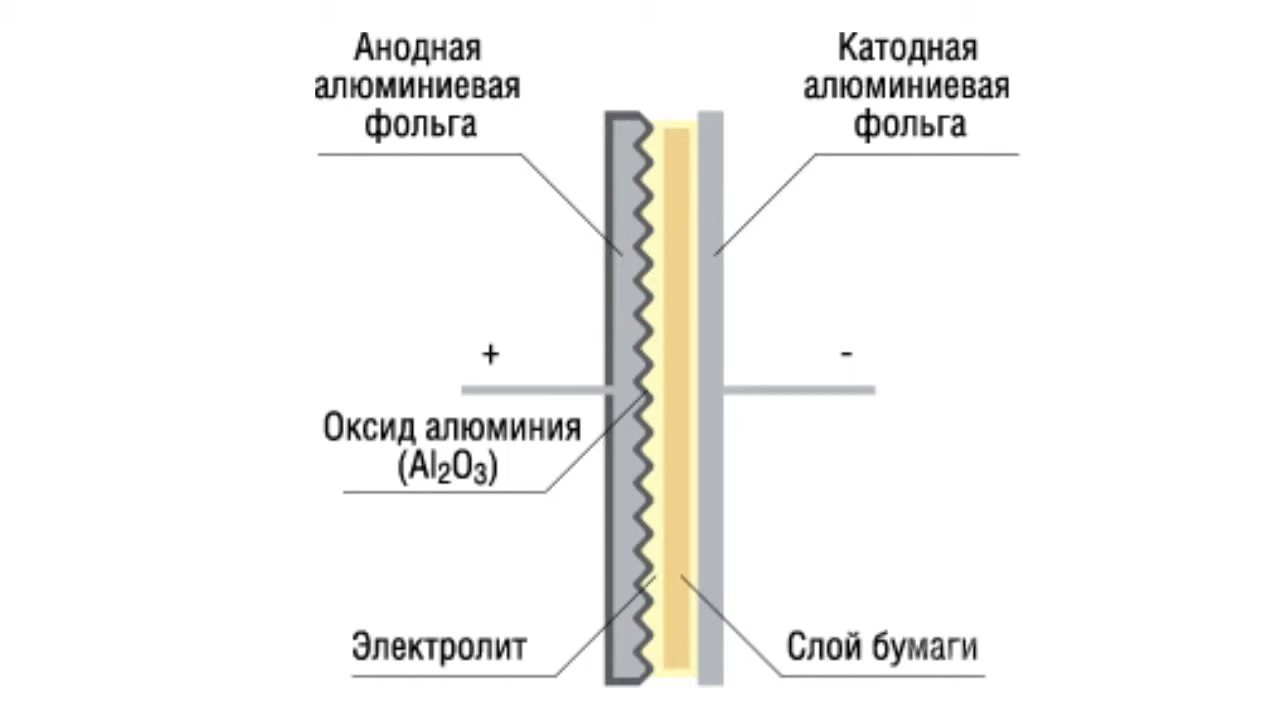 Анодная
алюминиевая
фольга
Катодная
алюминиевая
фольга
+
-
Оксид алюминия
(Al₂O₃)
Электролит
Слой бумаги